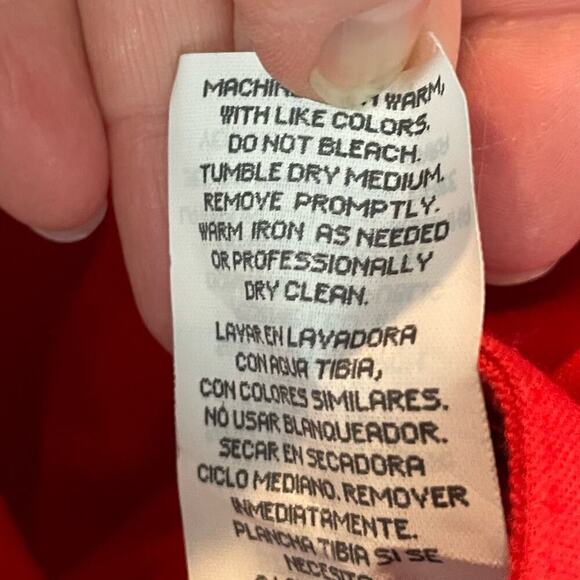 WARM,
WITH LIKE COLORS.
DO NOT BLEACH.
TUMBLE DRY MEDIUM.
REMOVE PROMPTLY.
WARM IRON AS NEEDED
OR PROFESSIONALLY
DRY CLEAN.
LAVAR EN LAVADORA
CON AGUA TIBIA,
CON COLORES SIMILARES.
NO USAR BLANQUEADOR.
SECAR EN SECADORA
CICLO MEDIANO. REMOVER
INMEDIATAMENTE.
PLANCHA TIBIA SI SE
NECESITA